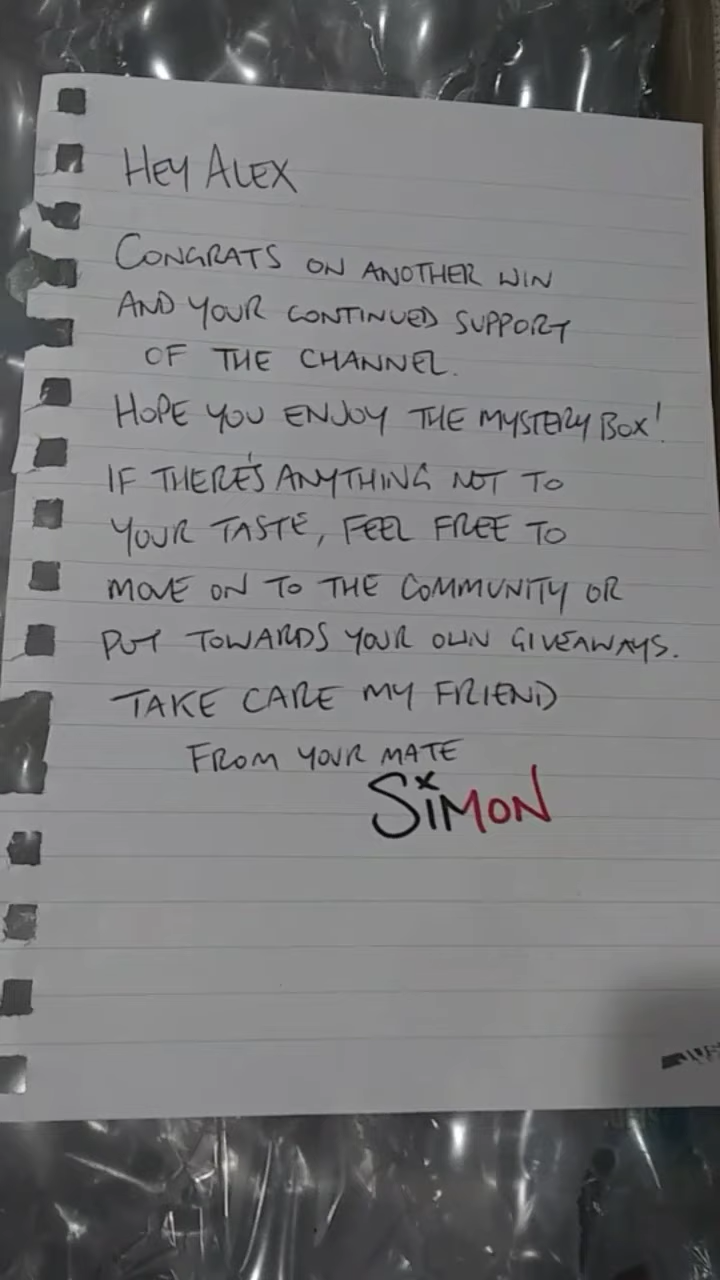 HEY ALEX
CONGRATS ON ANOTHER WIN
AND YOUR CONTINUED SUPPORT
OF THE CHANNEL.
HOPE YOU ENJOY THE MYSTERY BOX!
IF THERE'S ANYTHING NOT TO
YOUR TASTE, FEEL FREE TO
MOVE ON TO THE COMMUNITY OR
PUT TOWARDS YOUR OWN GIVEAWAYS.
TAKE CARE MY FRIEND
FROM YOUR MATE
SiMON